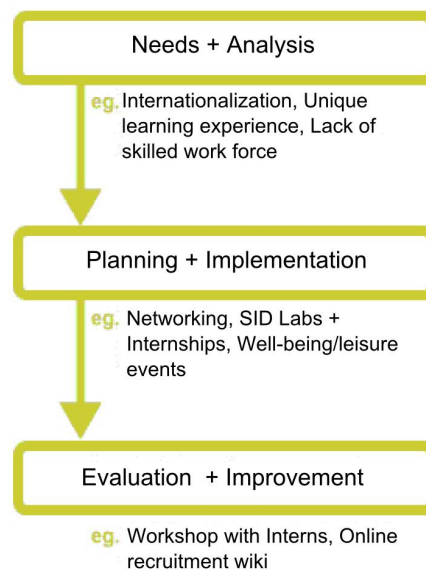 Needs + Analysis
eg. Internationalization, Unique
learning experience, Lack of
skilled work force
Planning + Implementation
eg. Networking, SID Labs +
Internships, Well-being/leisure
events
Evaluation + Improvement
eg. Workshop with Interns, Online
recruitment wiki